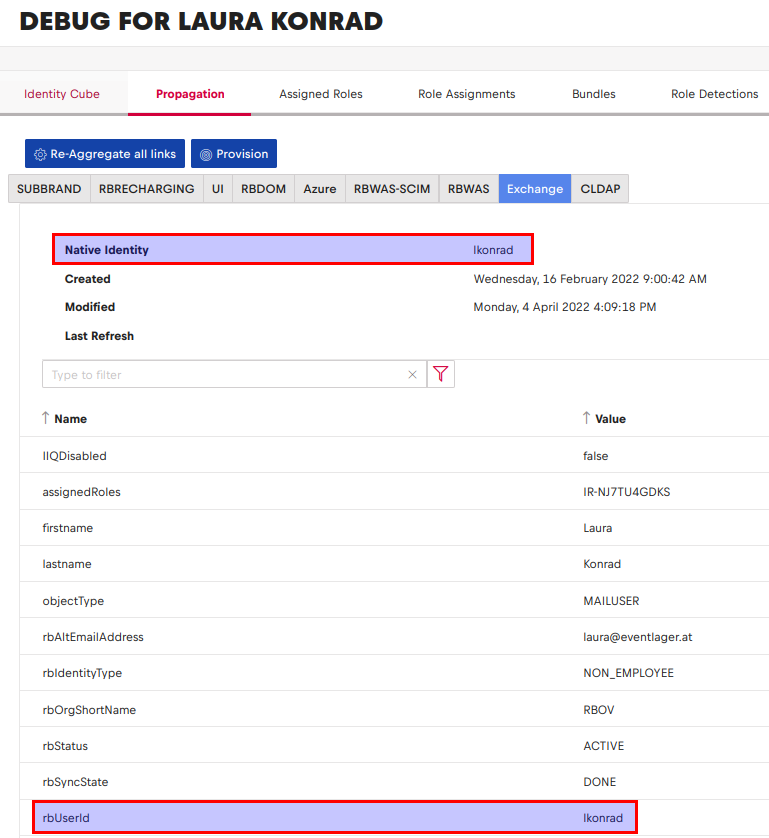 DEBUG FOR LAURA KONRAD
Identity Cube Propagation Assigned Roles Role Assignments Bundles Role Detections
Re-Aggregate all links Provision
SUBBRAND RBRECHARGING UI RBDOM Azure RBWAS-SCIM RBWAS Exchange CLDAP
Native Identity lkonrad
Created Wednesday, 16 February 2022 9:00:42 AM
Modified Monday, 4 April 2022 4:09:18 PM
Last Refresh
Type to filter ×
↑ Name ↑ Value
IIQDisabled false
assignedRoles IR-NJ7TU4GDKS
firstname Laura
lastname Konrad
objectType MAILUSER
rbAltEmailAddress laura@eventlager.at
rbIdentityType NON_EMPLOYEE
rbOrgShortName RBOV
rbStatus ACTIVE
rbSyncState DONE
rbUserId lkonrad